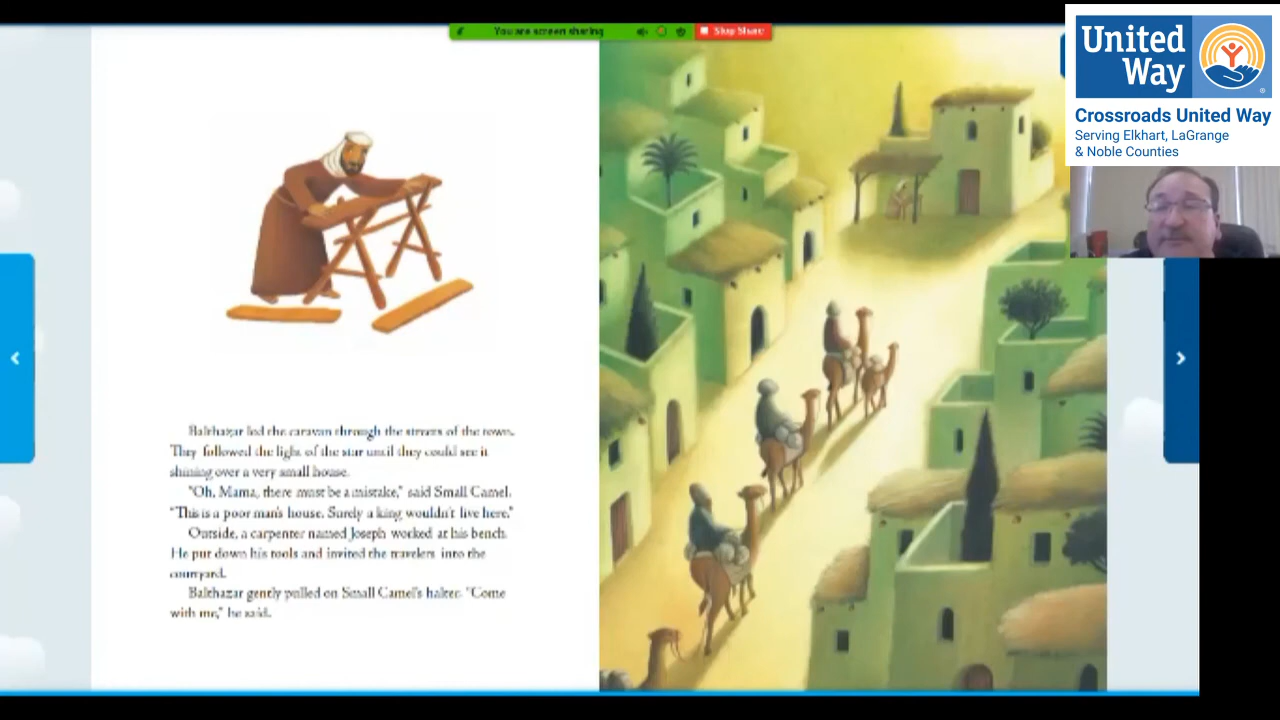 You are screen sharing
Stop Share
United
Way
Crossroads United Way
Serving Elkhart, LaGrange
& Noble Counties
Balthazar led the caravan through the streets of the town.
They followed the light of the star until they could see it
shining over a very small house.
"Oh, Mama, there must be a mistake," said Small Camel.
"This is a poor man's house. Surely a king wouldn't live here."
Outside, a carpenter named Joseph worked at his bench.
He put down his tools and invited the travelers into the
courtyard.
Balthazar gently pulled on Small Camel's halter. "Come
with me," he said.